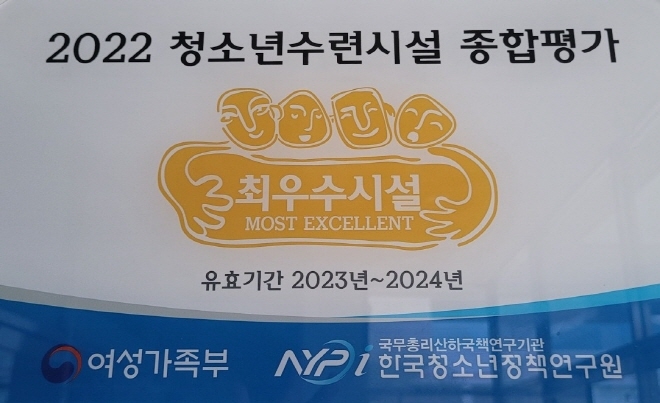 2022 청소년수련시설 종합평가
최우수시설
MOST EXCELLENT
유효기간 2023년~2024년
여성가족부
NYPi
국무총리산하국책연구기관
한국청소년정책연구원